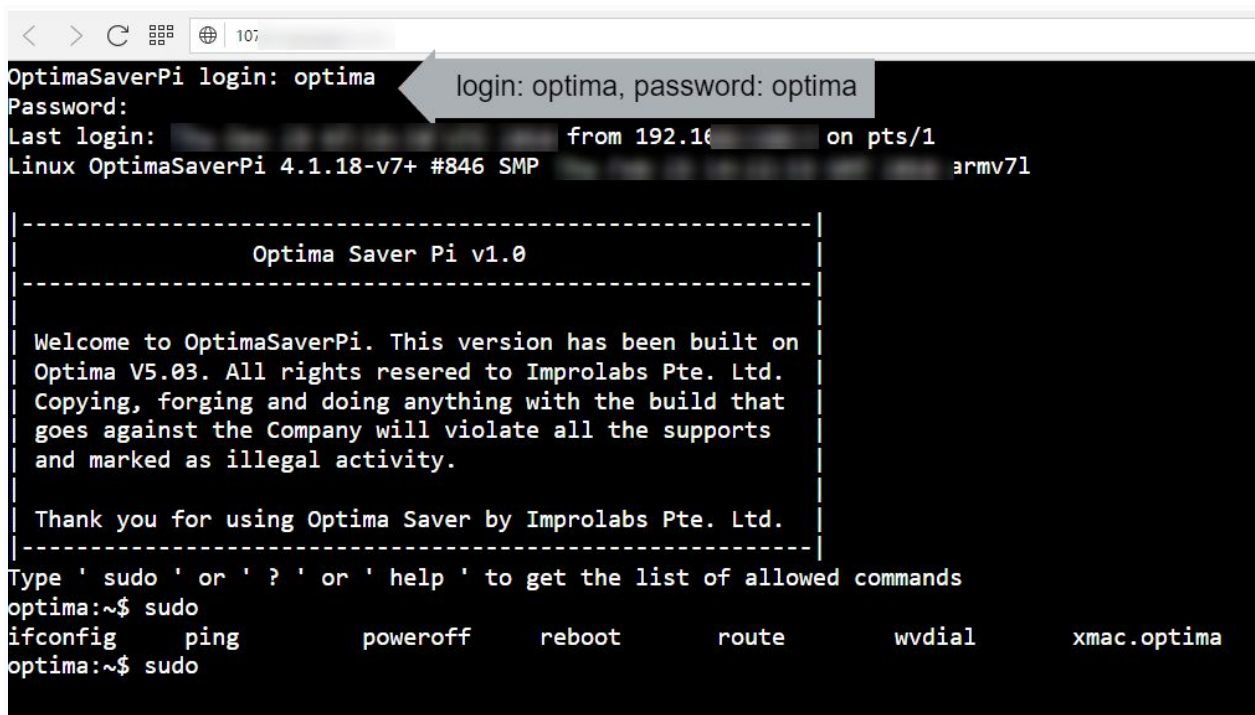 107
OptimaSaverPi login: optima
login: optima, password: optima
Password:
Last login: from 192.16 on pts/1
Linux OptimaSaverPi 4.1.18-v7+ #846 SMP armv7l
|-----------------------------------------------------------|
| Optima Saver Pi v1.0 |
|-----------------------------------------------------------|
| Welcome to OptimaSaverPi. This version has been built on |
| Optima V5.03. All rights resered to Improlabs Pte. Ltd. |
| Copying, forging and doing anything with the build that |
| goes against the Company will violate all the supports |
| and marked as illegal activity. |
| Thank you for using Optima Saver by Improlabs Pte. Ltd. |
|-----------------------------------------------------------|
Type ' sudo ' or ' ? ' or ' help ' to get the list of allowed commands
optima:~$ sudo
ifconfig ping poweroff reboot route wvdial xmac.optima
optima:~$ sudo